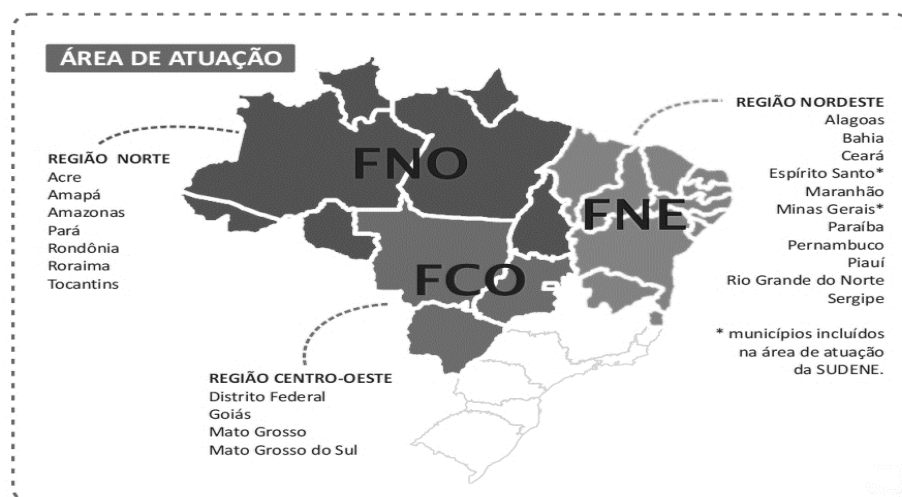 ÁREA DE ATUAÇÃO
REGIÃO NORTE
Acre
Amapá
Amazonas
Pará
Rondônia
Roraima
Tocantins
FNO
FNE
FCO
REGIÃO NORDESTE
Alagoas
Bahia
Ceará
Espírito Santo*
Maranhão
Minas Gerais*
Paraíba
Pernambuco
Piauí
Rio Grande do Norte
Sergipe
* municípios incluídos
na área de atuação
da SUDENE.
REGIÃO CENTRO-OESTE
Distrito Federal
Goiás
Mato Grosso
Mato Grosso do Sul